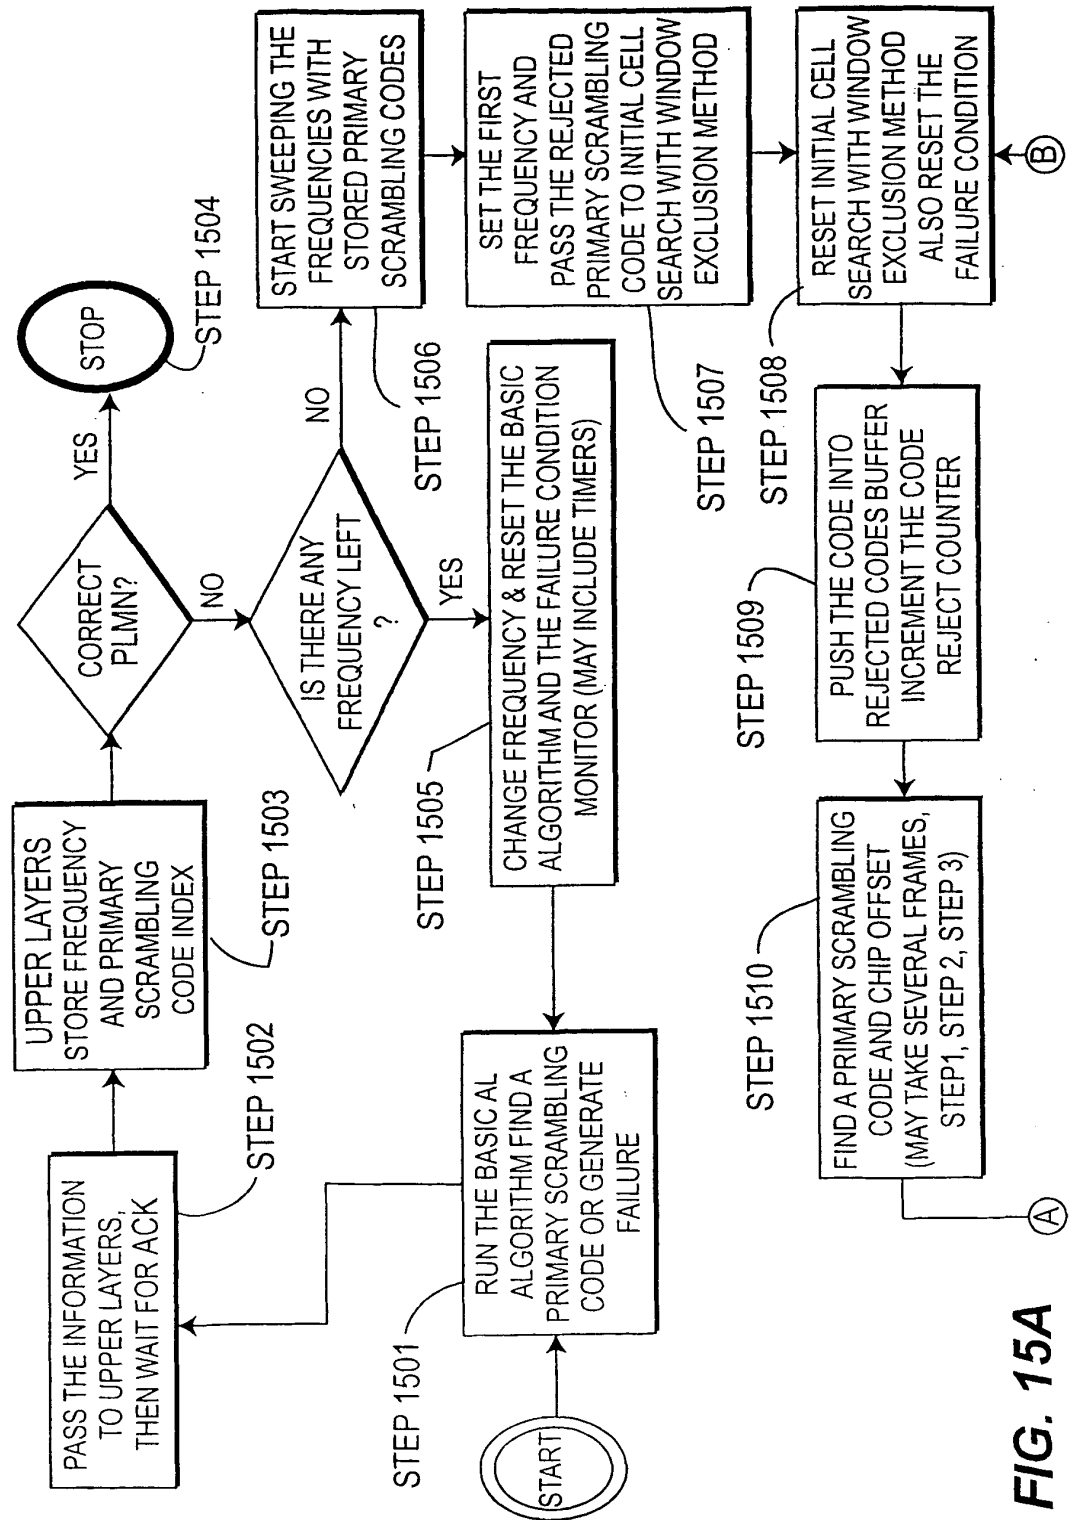 START
STEP 1501
RUN THE BASIC AL
ALGORITHM FIND A
PRIMARY SCRAMBLING
CODE OR GENERATE
FAILURE
PASS THE INFORMATION
TO UPPER LAYERS,
THEN WAIT FOR ACK
STEP 1502
UPPER LAYERS
STORE FREQUENCY
AND PRIMARY
SCRAMBLING
CODE INDEX
STEP 1503
CORRECT
PLMN?
YES
STOP
STEP 1504
NO
IS THERE ANY
FREQUENCY LEFT
?
YES
NO
STEP 1505
CHANGE FREQUENCY & RESET THE BASIC
ALGORITHM AND THE FAILURE CONDITION
MONITOR (MAY INCLUDE TIMERS)
START SWEEPING THE
FREQUENCIES WITH
STORED PRIMARY
SCRAMBLING CODES
STEP 1506
SET THE FIRST
FREQUENCY AND
PASS THE REJECTED
PRIMARY SCRAMBLING
CODE TO INITIAL CELL
SEARCH WITH WINDOW
EXCLUSION METHOD
STEP 1507
STEP 1508
RESET INITIAL CELL
SEARCH WITH WINDOW
EXCLUSION METHOD
ALSO RESET THE
FAILURE CONDITION
B
STEP 1509
PUSH THE CODE INTO
REJECTED CODES BUFFER
INCREMENT THE CODE
REJECT COUNTER
STEP 1510
FIND A PRIMARY SCRAMBLING
CODE AND CHIP OFFSET
(MAY TAKE SEVERAL FRAMES,
STEP1, STEP 2, STEP 3)
A
FIG. 15A